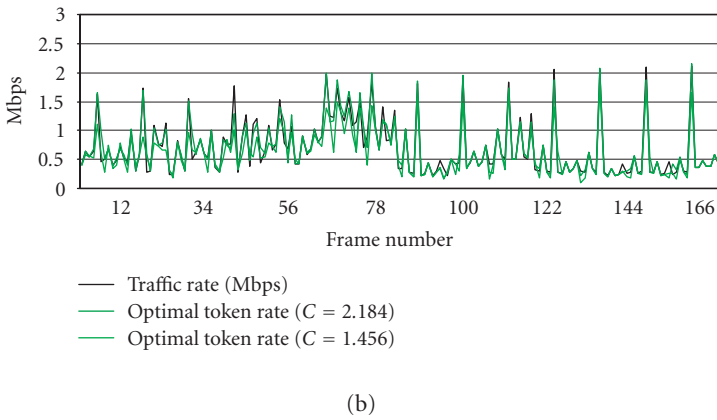 3
2.5
2
1.5
1
0.5
0
Mbps
12 34 56 78 100 122 144 166
Frame number
Traffic rate (Mbps)
Optimal token rate (C = 2.184)
Optimal token rate (C = 1.456)
(b)